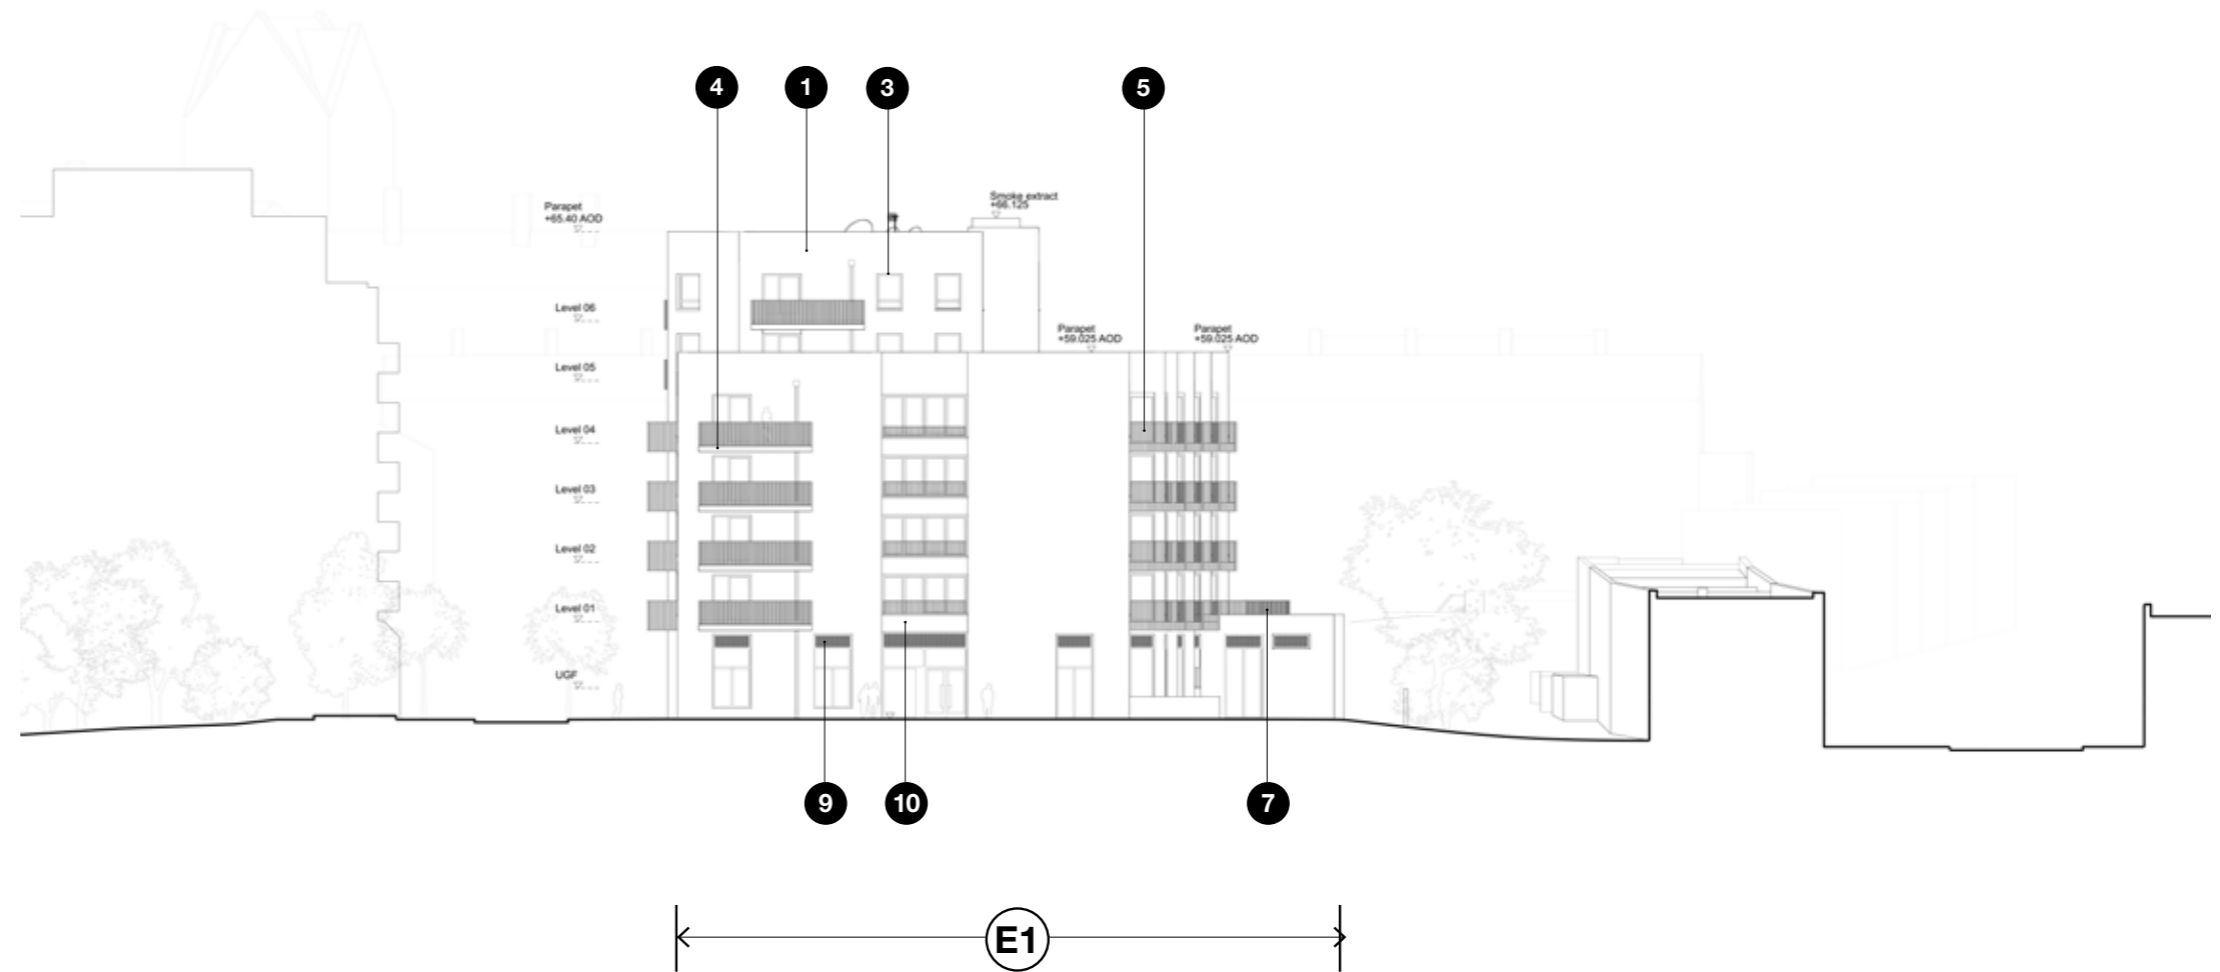 4
1
3
5
Smoke extract
+66.125
Parapet
+65.40 AOD
Level 06
Parapet
+59.025 AOD
Parapet
+59.025 AOD
Level 05
Level 04
Level 03
Level 02
Level 01
UGF
9
10
7
E1